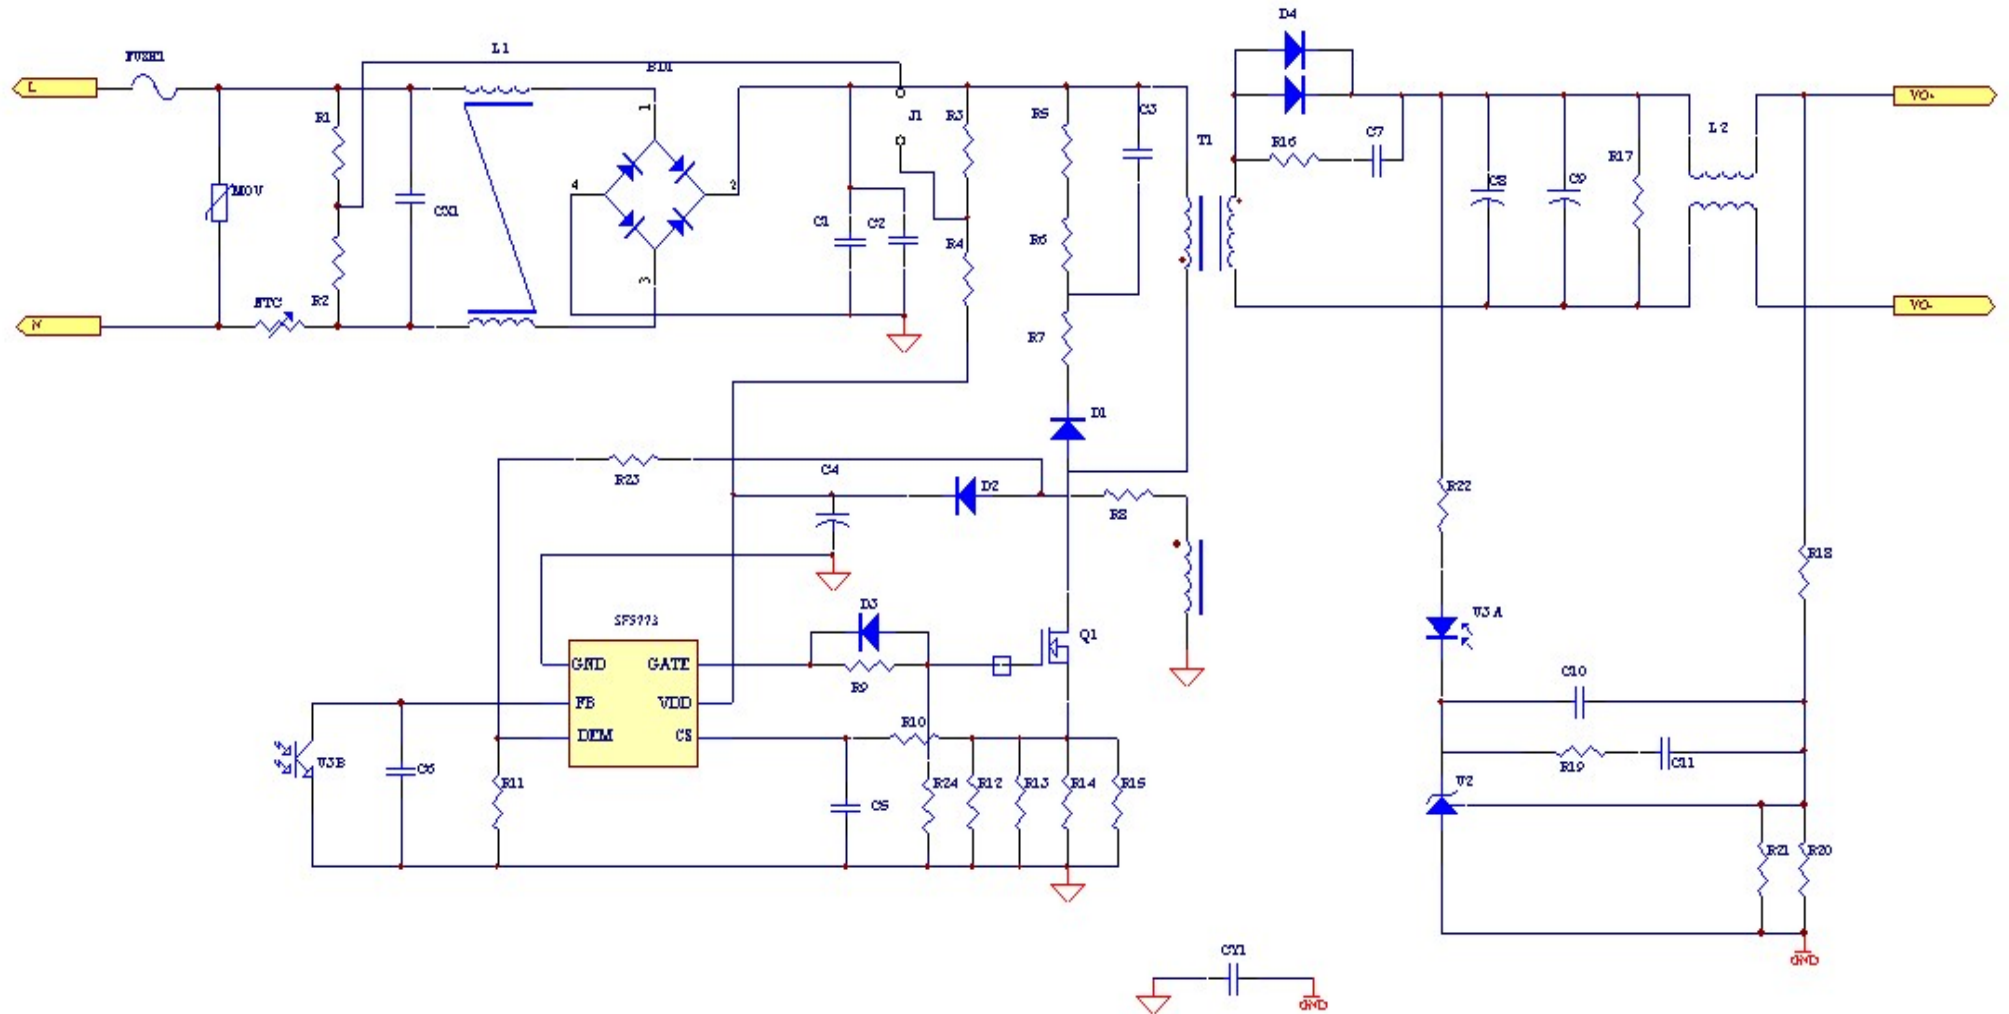 D4
FUSE1
L1
BD1
L
VO+
R1
J1
R3
R5
C3
C7
R16
T1
L2
1
R17
MOV
4
2
C8
C9
CX1
C1
C2
R4
R6
3
NTC
R2
N
VO-
R7
D1
C4
R23
D2
R22
R8
R18
D3
SF9773
U3A
Q1
GND
GATE
R9
C10
FB
VDD
R10
DEM
CS
U3B
C6
R19
C11
R11
C5
R24
R12
R13
R14
R15
U2
R21
R20
CY1
GND
GND